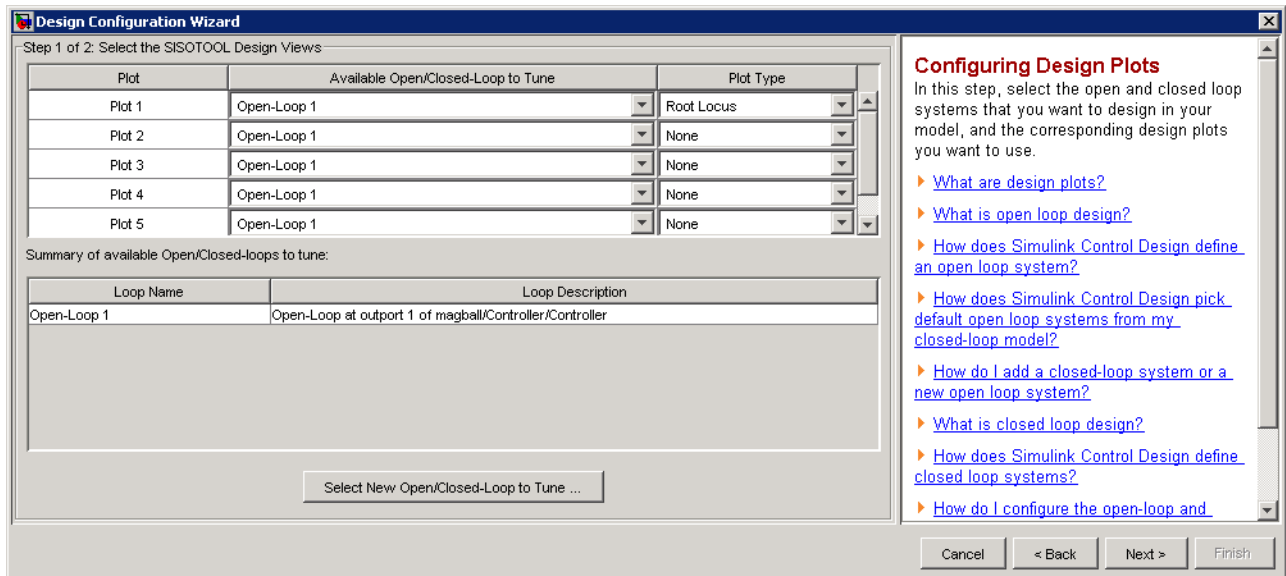 Design Configuration Wizard
Step 1 of 2: Select the SISOTOOL Design Views
Plot Available Open/Closed-Loop to Tune Plot Type
Plot 1 Open-Loop 1 Root Locus
Plot 2 Open-Loop 1 None
Plot 3 Open-Loop 1 None
Plot 4 Open-Loop 1 None
Plot 5 Open-Loop 1 None
Summary of available Open/Closed-loops to tune:
Loop Name Loop Description
Open-Loop 1 Open-Loop at outport 1 of magball/Controller/Controller
Select New Open/Closed-Loop to Tune ...
Configuring Design Plots
In this step, select the open and closed loop
systems that you want to design in your
model, and the corresponding design plots
you want to use.
What are design plots?
What is open loop design?
How does Simulink Control Design define
an open loop system?
How does Simulink Control Design pick
default open loop systems from my
closed-loop model?
How do I add a closed-loop system or a
new open loop system?
What is closed loop design?
How does Simulink Control Design define
closed loop systems?
How do I configure the open-loop and
Cancel < Back Next > Finish